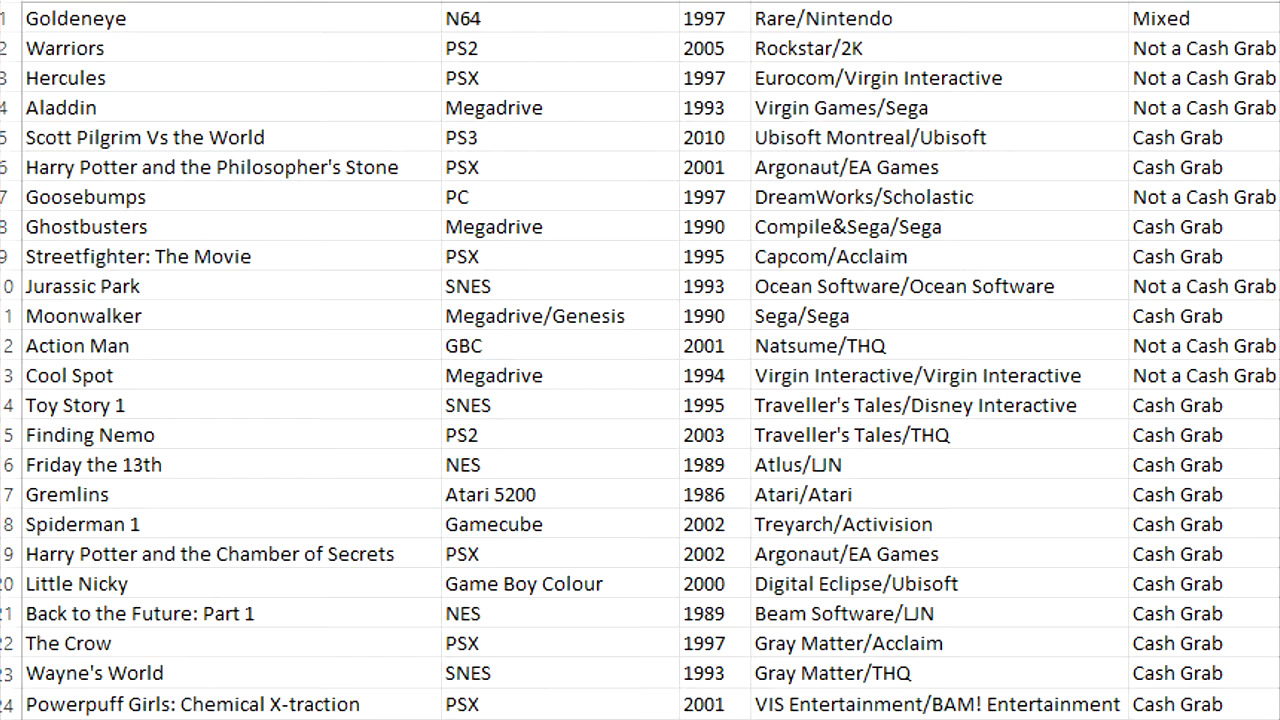 1 Goldeneye N64 1997 Rare/Nintendo Mixed
2 Warriors PS2 2005 Rockstar/2K Not a Cash Grab
3 Hercules PSX 1997 Eurocom/Virgin Interactive Not a Cash Grab
4 Aladdin Megadrive 1993 Virgin Games/Sega Not a Cash Grab
5 Scott Pilgrim Vs the World PS3 2010 Ubisoft Montreal/Ubisoft Cash Grab
6 Harry Potter and the Philosopher's Stone PSX 2001 Argonaut/EA Games Cash Grab
7 Goosebumps PC 1997 DreamWorks/Scholastic Not a Cash Grab
8 Ghostbusters Megadrive 1990 Compile&Sega/Sega Cash Grab
9 Streetfighter: The Movie PSX 1995 Capcom/Acclaim Cash Grab
0 Jurassic Park SNES 1993 Ocean Software/Ocean Software Not a Cash Grab
1 Moonwalker Megadrive/Genesis 1990 Sega/Sega Cash Grab
2 Action Man GBC 2001 Natsume/THQ Not a Cash Grab
3 Cool Spot Megadrive 1994 Virgin Interactive/Virgin Interactive Not a Cash Grab
4 Toy Story 1 SNES 1995 Traveller's Tales/Disney Interactive Cash Grab
5 Finding Nemo PS2 2003 Traveller's Tales/THQ Cash Grab
6 Friday the 13th NES 1989 Atlus/LJN Cash Grab
7 Gremlins Atari 5200 1986 Atari/Atari Cash Grab
8 Spiderman 1 Gamecube 2002 Treyarch/Activision Cash Grab
9 Harry Potter and the Chamber of Secrets PSX 2002 Argonaut/EA Games Cash Grab
20 Little Nicky Game Boy Colour 2000 Digital Eclipse/Ubisoft Cash Grab
21 Back to the Future: Part 1 NES 1989 Beam Software/LJN Cash Grab
22 The Crow PSX 1997 Gray Matter/Acclaim Cash Grab
23 Wayne's World SNES 1993 Gray Matter/THQ Cash Grab
24 Powerpuff Girls: Chemical X-traction PSX 2001 VIS Entertainment/BAM! Entertainment Cash Grab